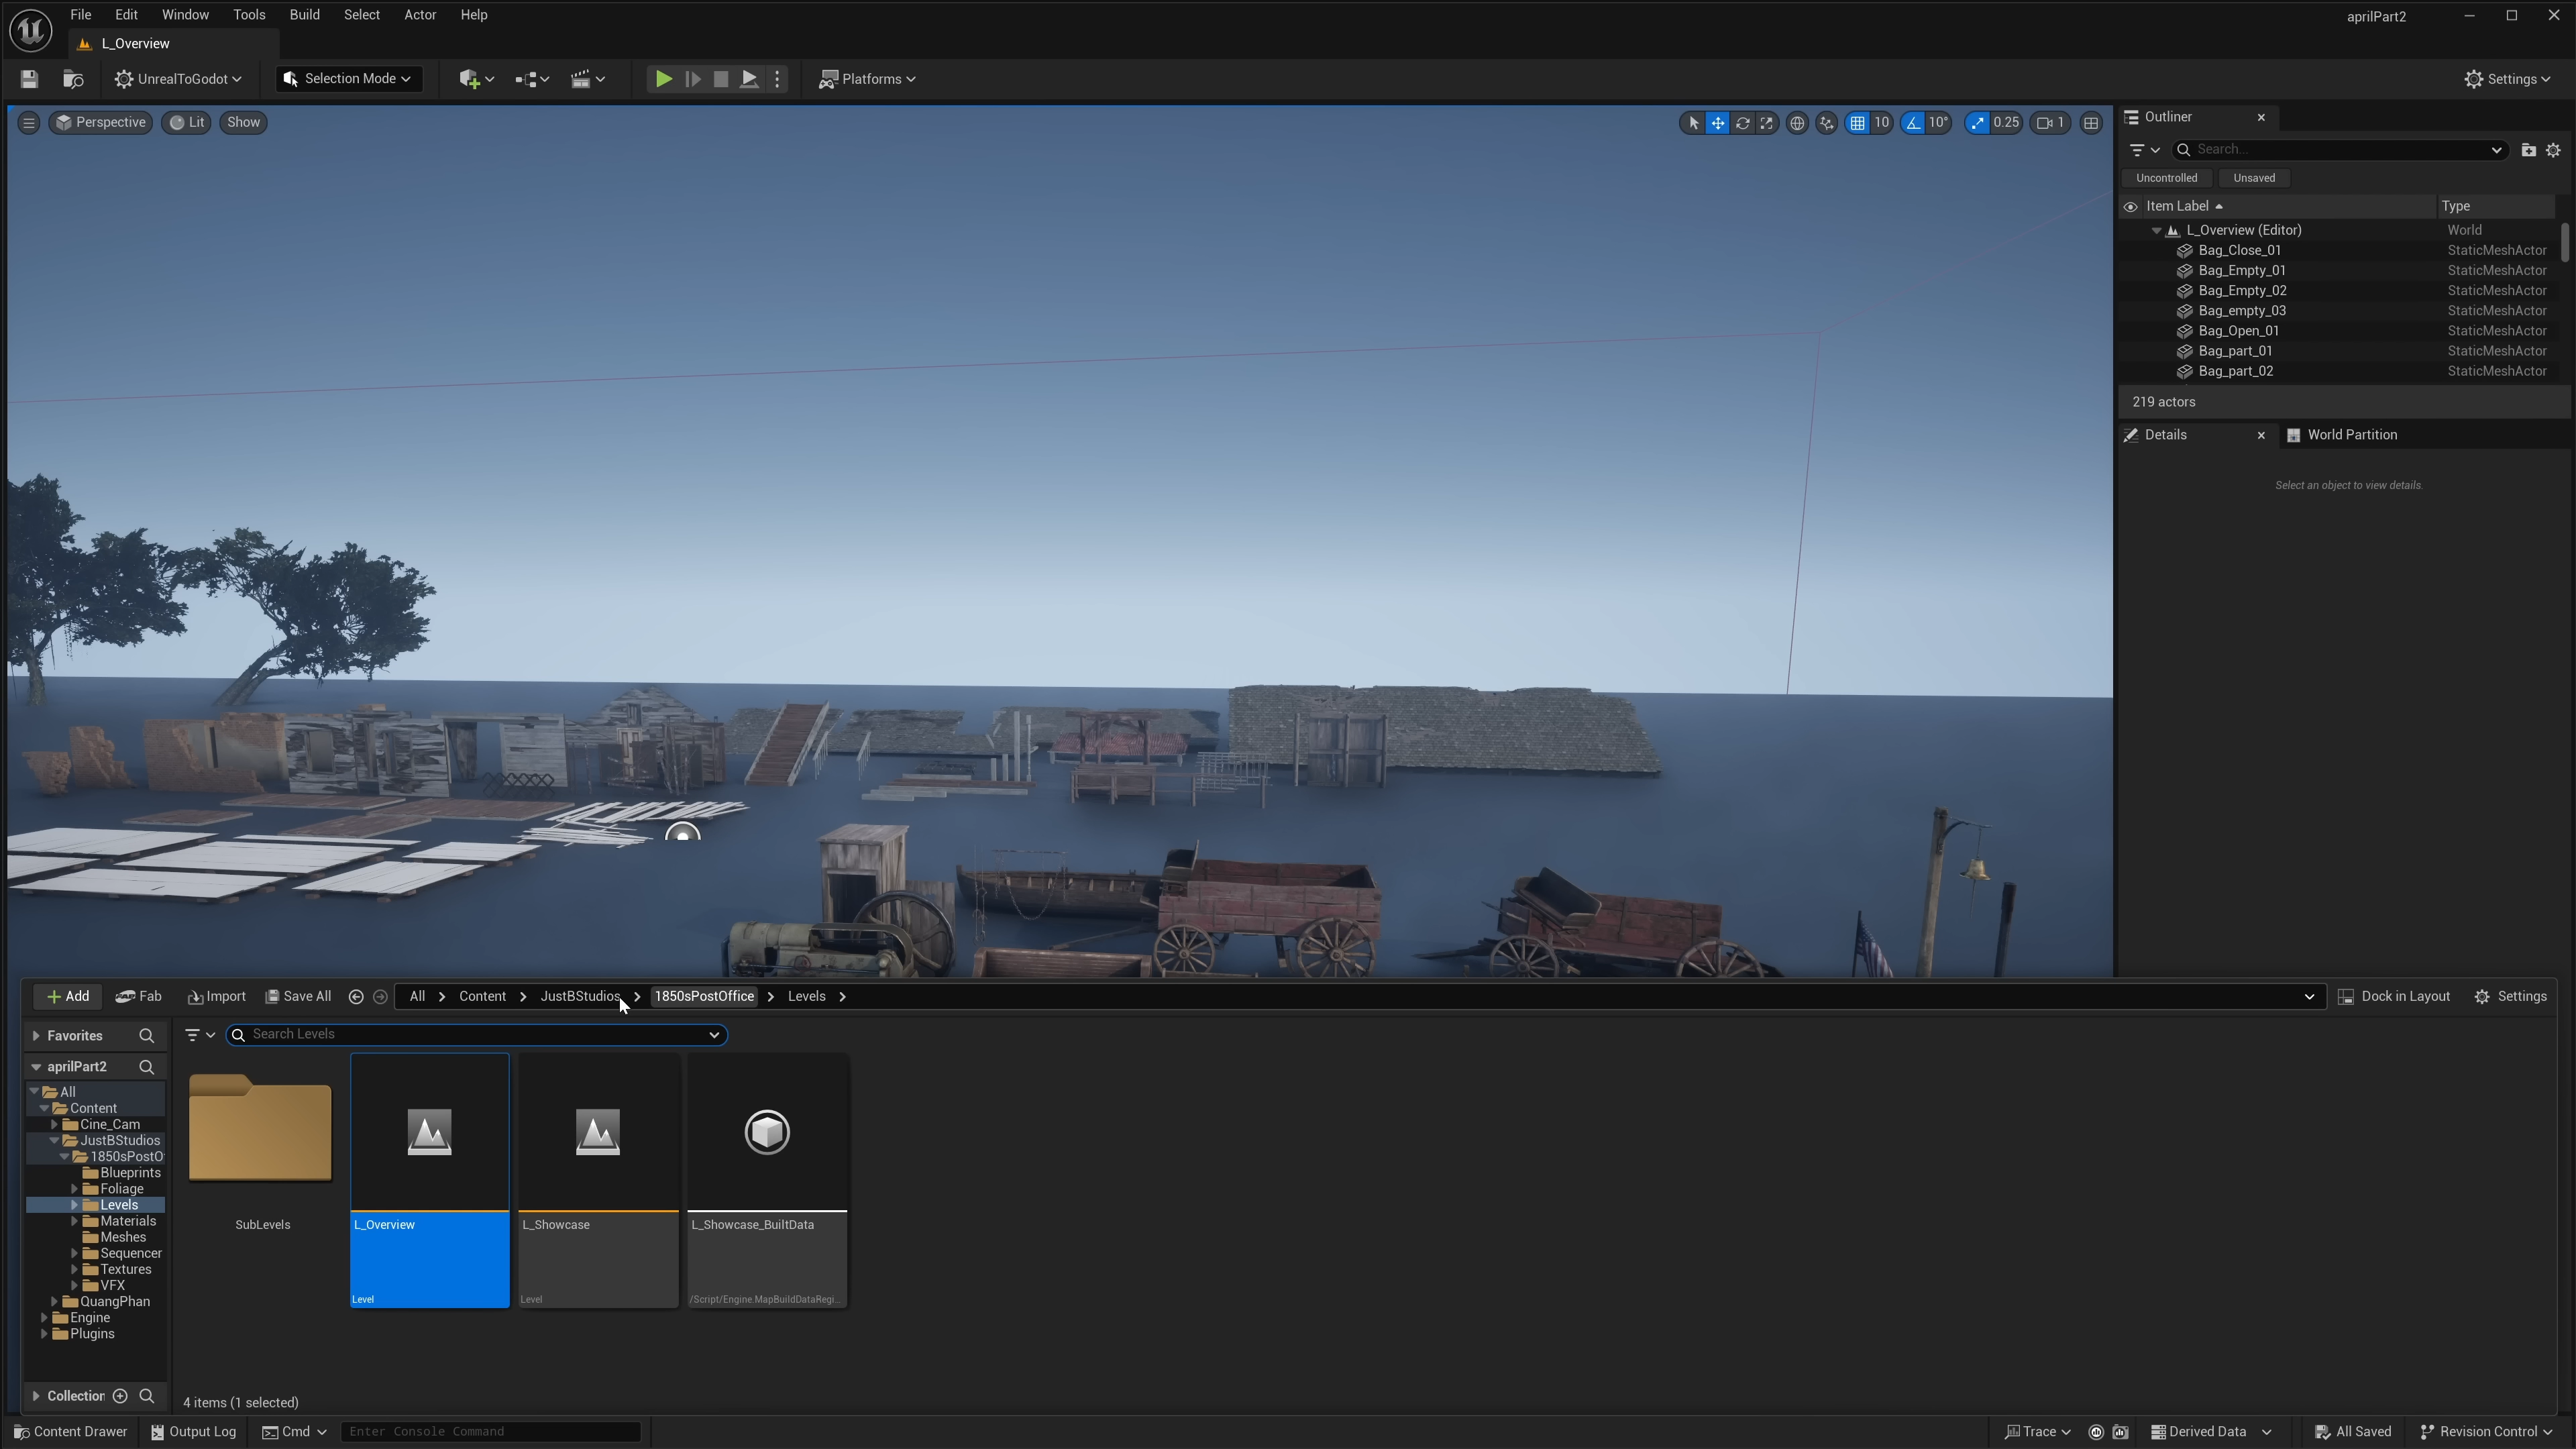 File Edit Window Tools Build Select Actor Help
aprilPart2
L_Overview
UnrealToGodot
Selection Mode
Platforms
Settings
Perspective
Lit
Show
10
10°
0.25
1
Outliner
Search...
Uncontrolled
Unsaved
Item Label
Type
L_Overview (Editor) World
Bag_Close_01 StaticMeshActor
Bag_Empty_01 StaticMeshActor
Bag_Empty_02 StaticMeshActor
Bag_empty_03 StaticMeshActor
Bag_Open_01 StaticMeshActor
Bag_part_01 StaticMeshActor
Bag_part_02 StaticMeshActor
219 actors
Details
World Partition
Select an object to view details.
Add
Fab
Import
Save All
All > Content > JustBStudios > 1850sPostOffice > Levels >
Dock in Layout
Settings
Favorites
Search Levels
aprilPart2
All
Content
Cine_Cam
JustBStudios
1850sPostO
Blueprints
Foliage
Levels
Materials
Meshes
Sequencer
Textures
VFX
QuangPhan
Engine
Plugins
Collection
SubLevels
L_Overview
Level
L_Showcase
Level
L_Showcase_BuiltData
/Script/Engine.MapBuildDataRegi...
4 items (1 selected)
Content Drawer
Output Log
Cmd
Enter Console Command
Trace
Derived Data
All Saved
Revision Control